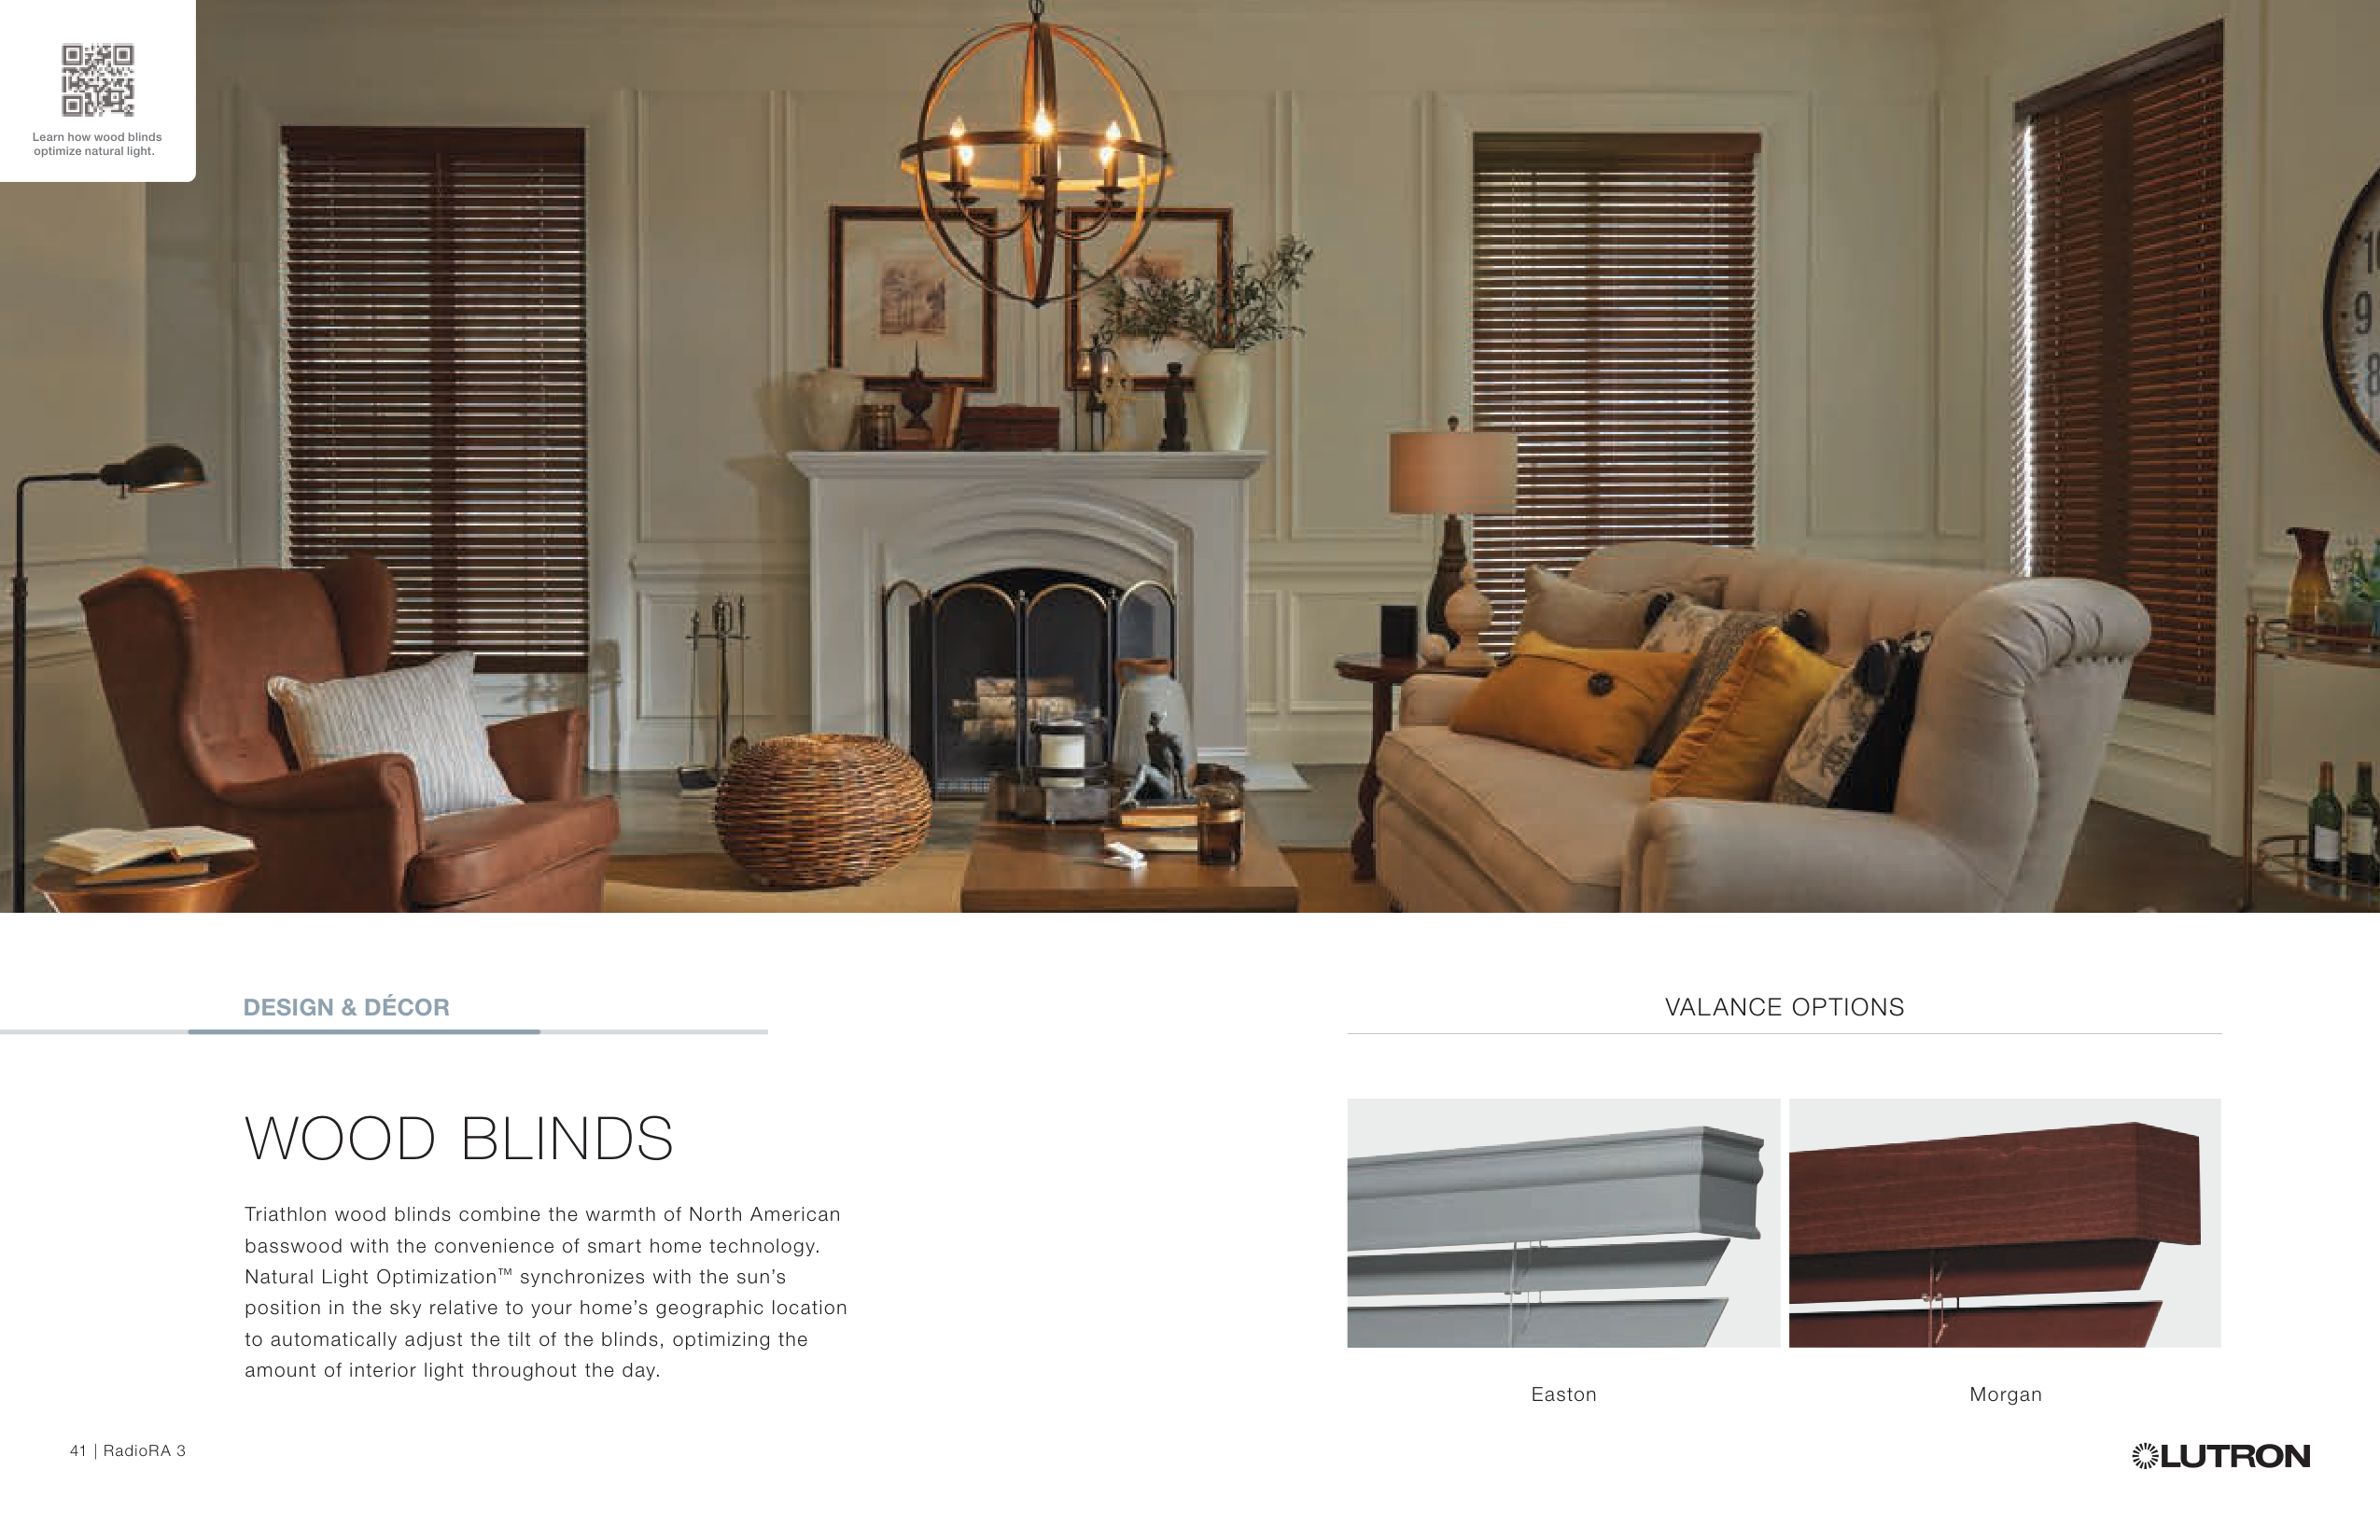 Learn how wood blinds
optimize natural light.
10
9
8
DESIGN & DÉCOR
WOOD BLINDS
Triathlon wood blinds combine the warmth of North American
basswood with the convenience of smart home technology.
Natural Light Optimization™ synchronizes with the sun’s
position in the sky relative to your home’s geographic location
to automatically adjust the tilt of the blinds, optimizing the
amount of interior light throughout the day.
VALANCE OPTIONS
Easton
Morgan
41 | RadioRA 3
LUTRON